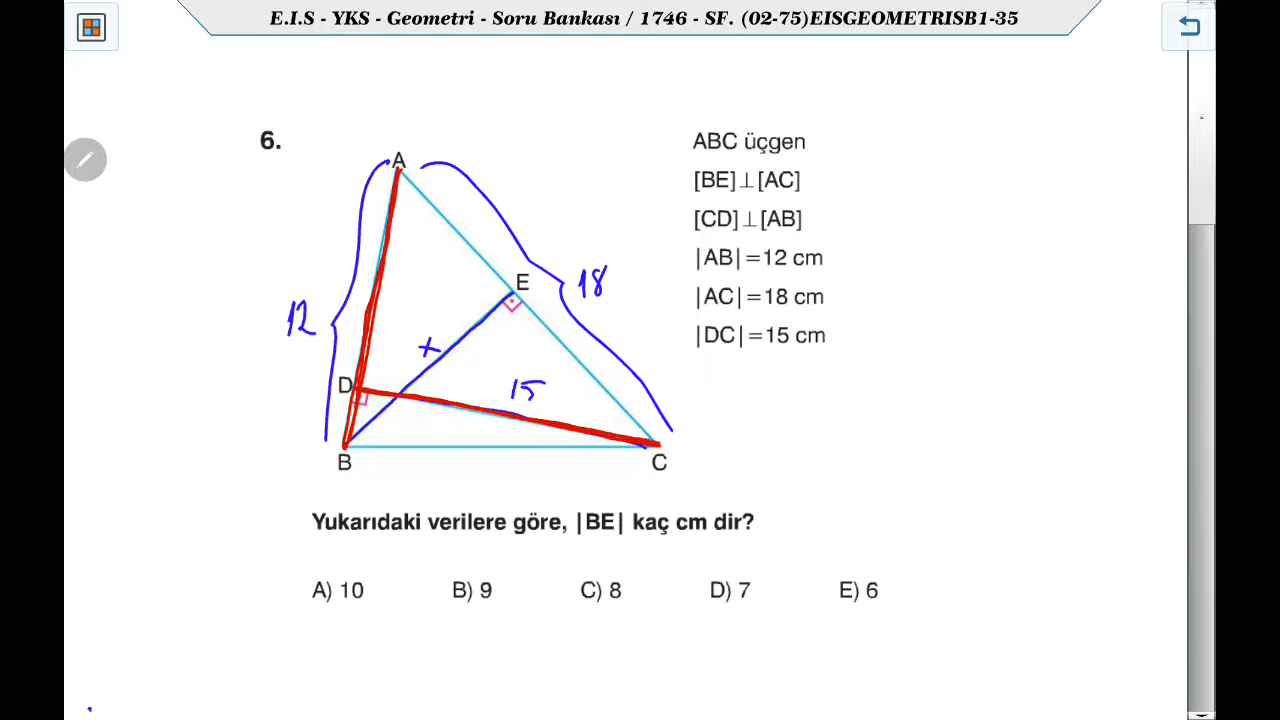 E.I.S - YKS - Geometri - Soru Bankası / 1746 - SF. (02-75)EISGEOMETRISB1-35
6.
A
12
18
E
x
15
D
B
C
ABC üçgen
[BE]⊥[AC]
[CD]⊥[AB]
|AB|=12 cm
|AC|=18 cm
|DC|=15 cm
Yukarıdaki verilere göre, |BE| kaç cm dir?
A) 10 B) 9 C) 8 D) 7 E) 6